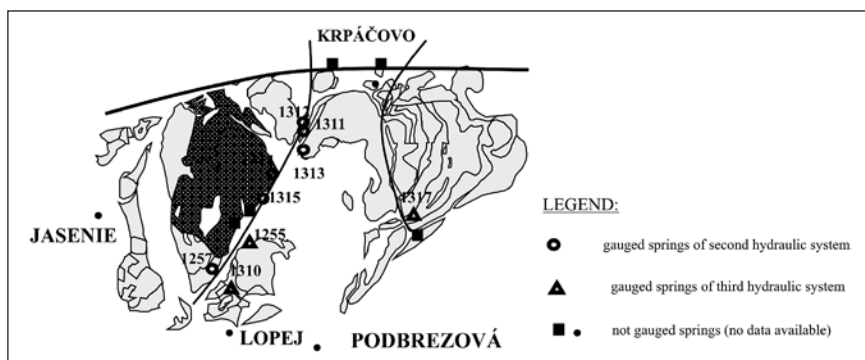 KRPÁČOVO
1312
1311
1313
1315
1317
JASENIE
1255
1257
1310
LOPEJ
PODBREZOVÁ
LEGEND:
gauged springs of second hydraulic system
gauged springs of third hydraulic system
not gauged springs (no data available)